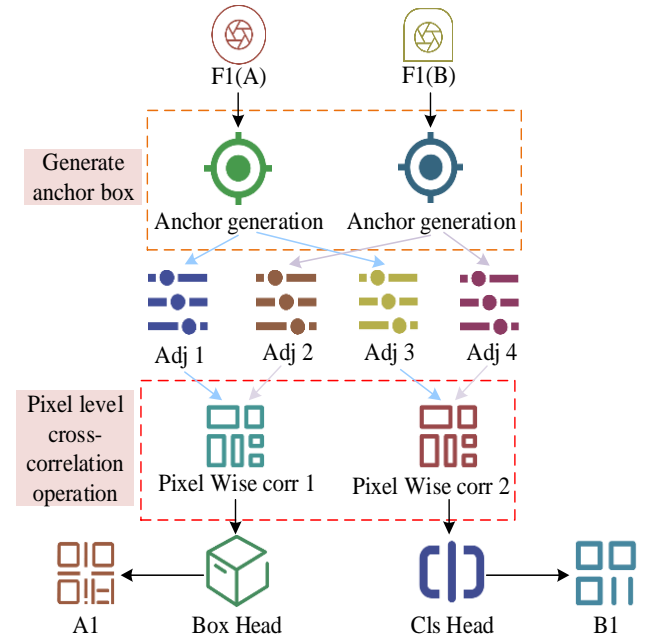 F1(A)
F1(B)
Generate
anchor box
Anchor generation
Anchor generation
Adj 1
Adj 2
Adj 3
Adj 4
Pixel level
cross-
correlation
operation
Pixel Wise corr 1
Pixel Wise corr 2
A1
Box Head
Cls Head
B1